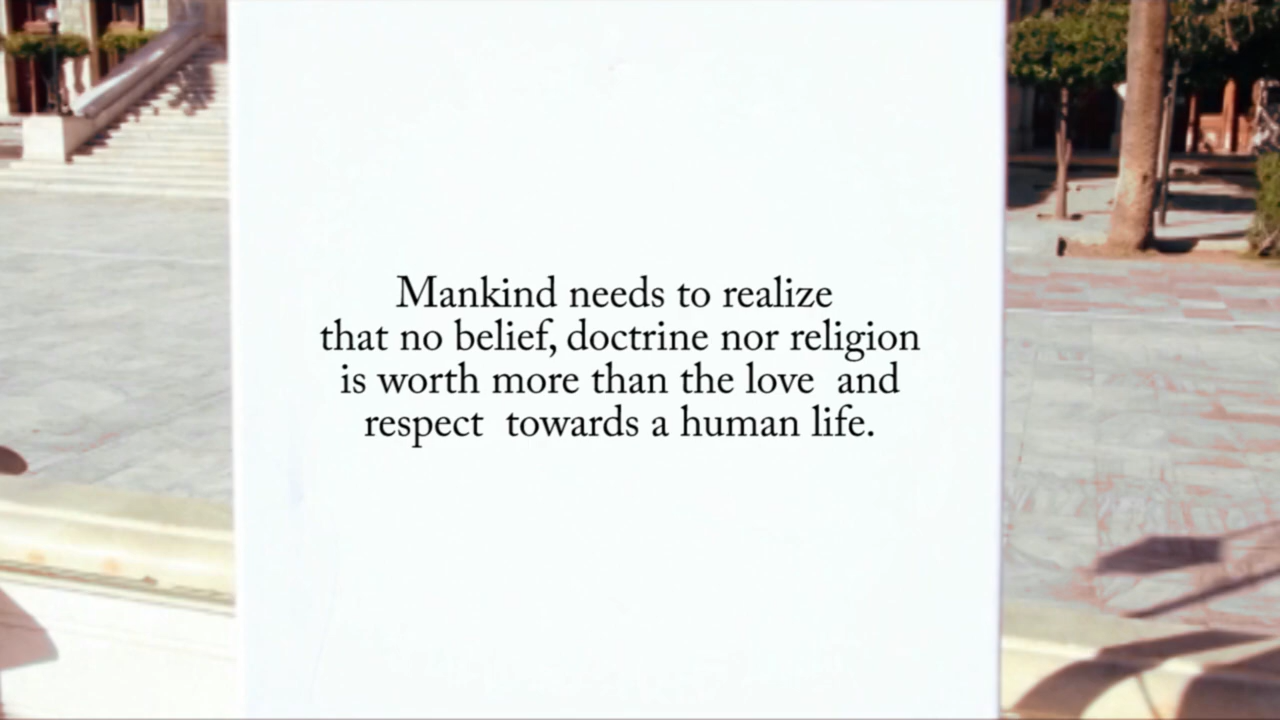 Mankind needs to realize
that no belief, doctrine nor religion
is worth more than the love and
respect towards a human life.